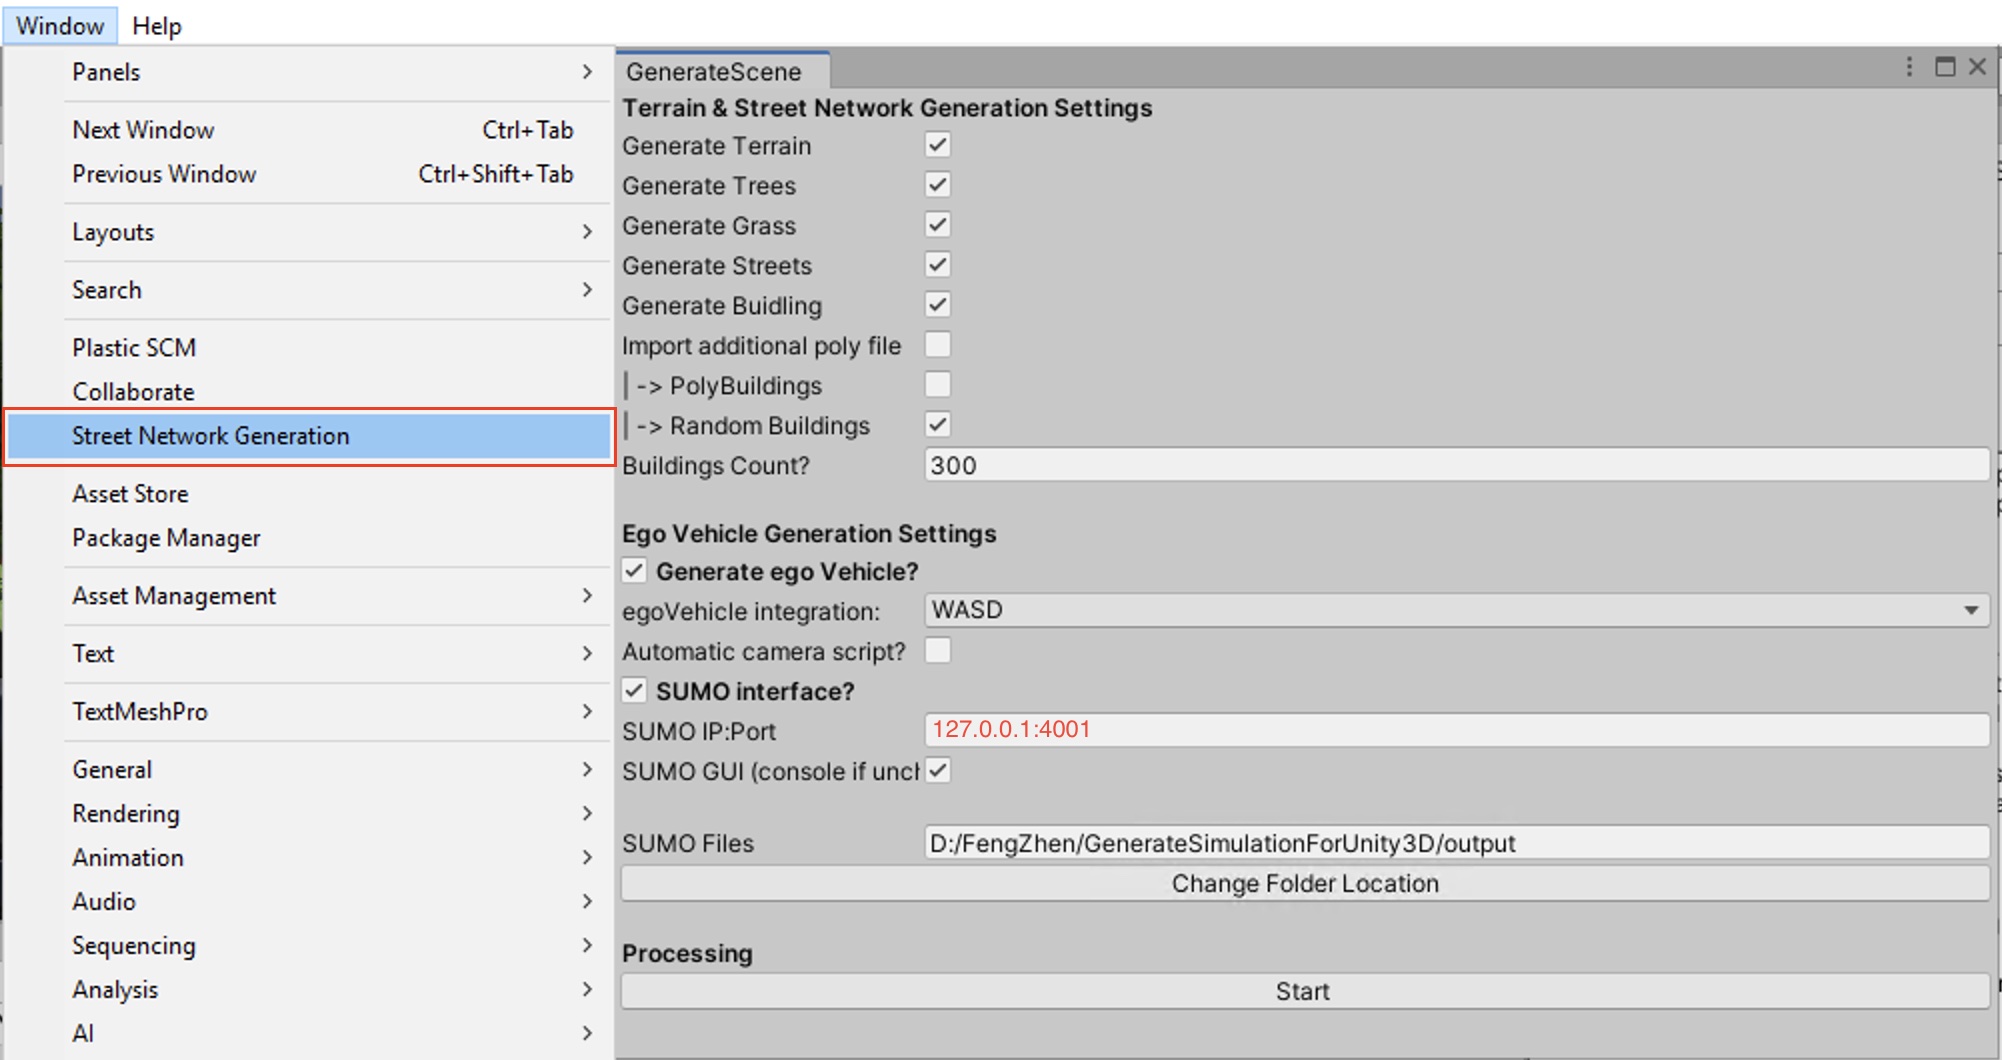 Window Help
Panels
Next Window Ctrl+Tab
Previous Window Ctrl+Shift+Tab
Layouts
Search
Plastic SCM
Collaborate
Street Network Generation
Asset Store
Package Manager
Asset Management
Text
TextMeshPro
General
Rendering
Animation
Audio
Sequencing
Analysis
AI
GenerateScene
Terrain & Street Network Generation Settings
Generate Terrain
Generate Trees
Generate Grass
Generate Streets
Generate Buidling
Import additional poly file
|-> PolyBuildings
|-> Random Buildings
Buildings Count? 300
Ego Vehicle Generation Settings
Generate ego Vehicle?
egoVehicle integration: WASD
Automatic camera script?
SUMO interface?
SUMO IP:Port 127.0.0.1:4001
SUMO GUI (console if uncl
SUMO Files D:/FengZhen/GenerateSimulationForUnity3D/output
Change Folder Location
Processing
Start